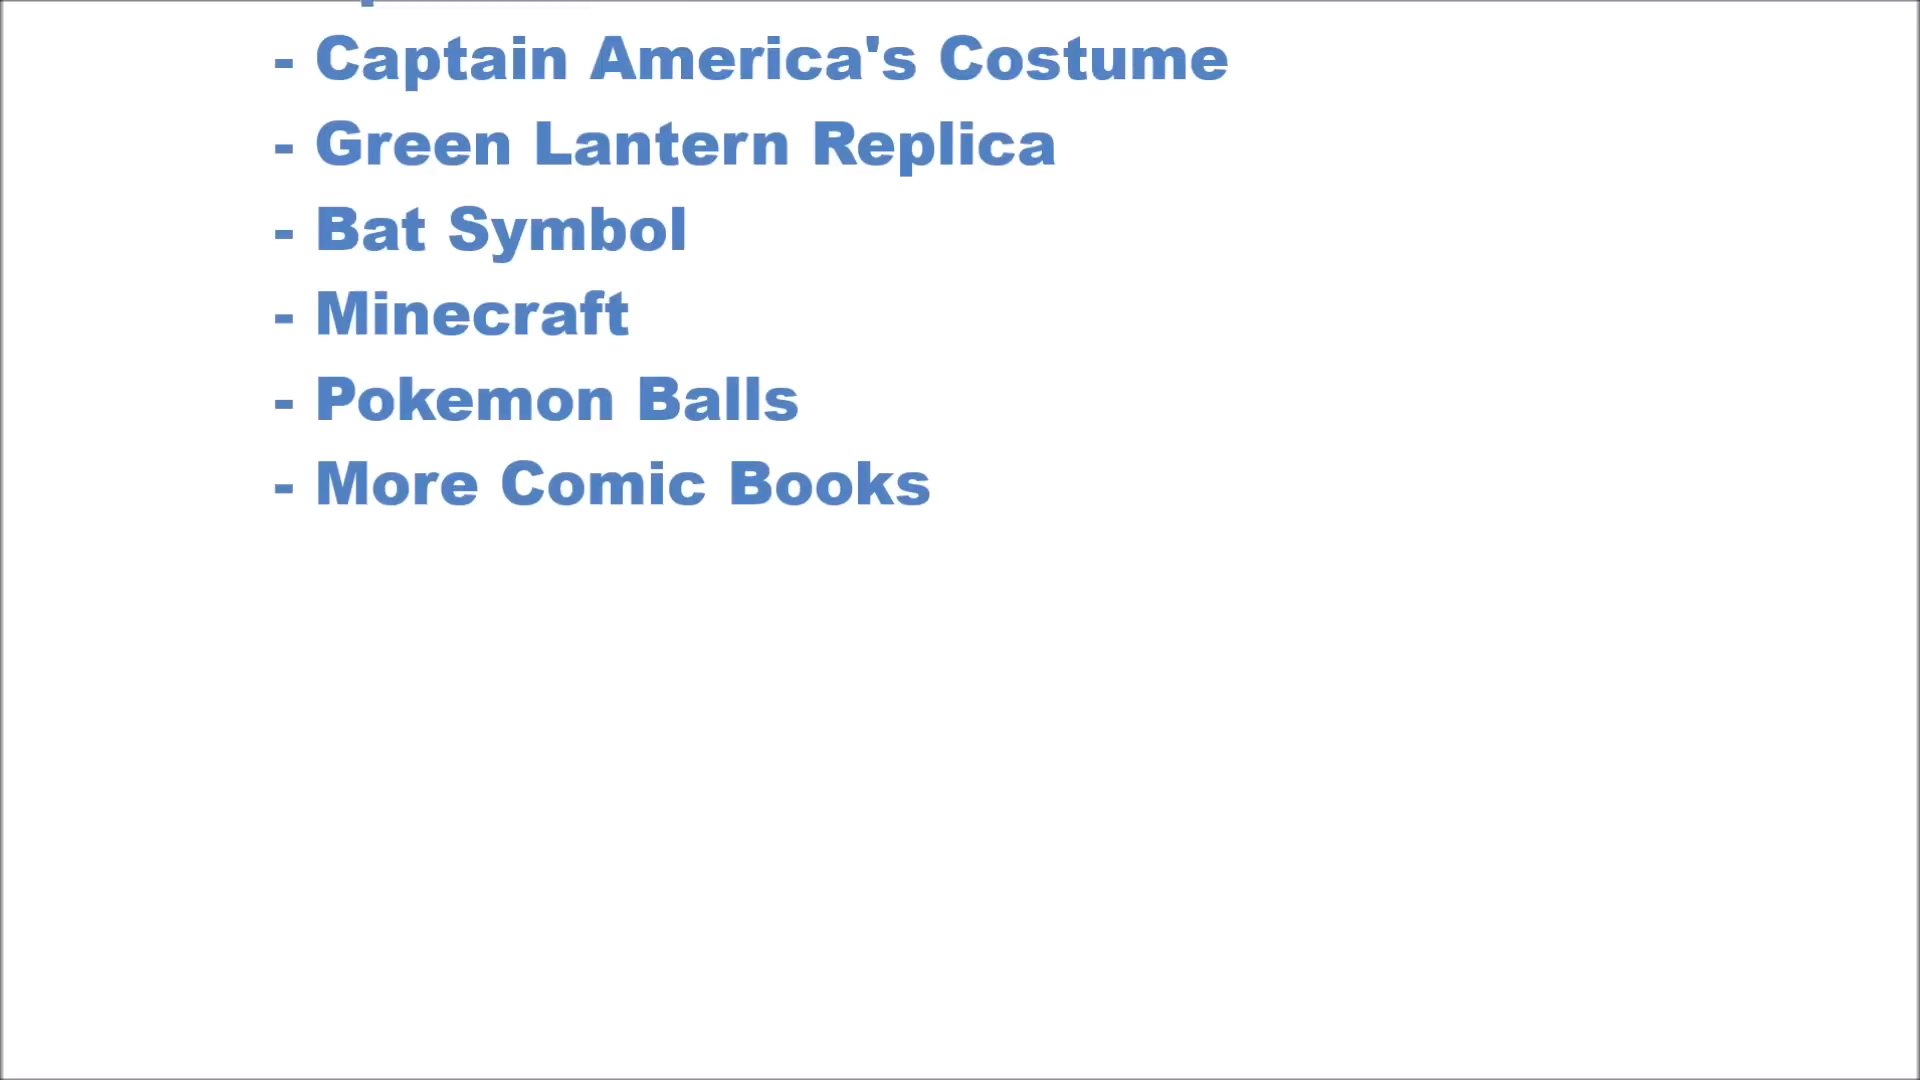 - Captain America's Costume
- Green Lantern Replica
- Bat Symbol
- Minecraft
- Pokemon Balls
- More Comic Books